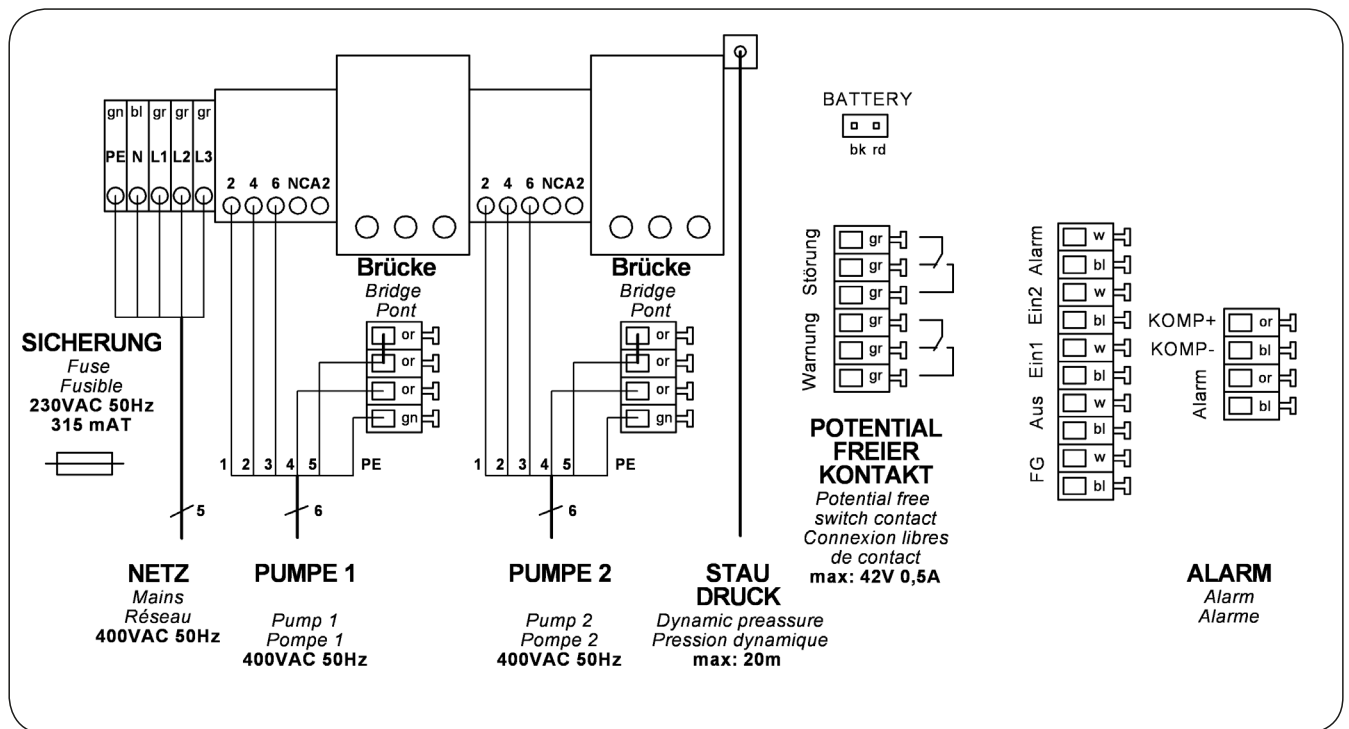 gn bl gr gr gr
PE N L1 L2 L3
2 4 6 NCA2
Brücke
Bridge
Pont
or
or
or
gn
1 2 3 4 5 PE
2 4 6 NCA2
Brücke
Bridge
Pont
or
or
or
gn
1 2 3 4 5 PE
SICHERUNG
Fuse
Fusible
230VAC 50Hz
315 mAT
5
NETZ
Mains
Réseau
400VAC 50Hz
6
PUMPE 1
Pump 1
Pompe 1
400VAC 50Hz
6
PUMPE 2
Pump 2
Pompe 2
400VAC 50Hz
STAU
DRUCK
Dynamic preassure
Pression dynamique
max: 20m
BATTERY
bk rd
Störung
gr
gr
gr
Warnung
gr
gr
gr
POTENTIAL
FREIER
KONTAKT
Potential free
switch contact
Connexion libres
de contact
max: 42V 0,5A
Alarm
w
bl
Ein2
w
bl
Ein1
w
bl
Aus
w
bl
FG
w
bl
KOMP+ or
KOMP- bl
Alarm
or
bl
ALARM
Alarm
Alarme